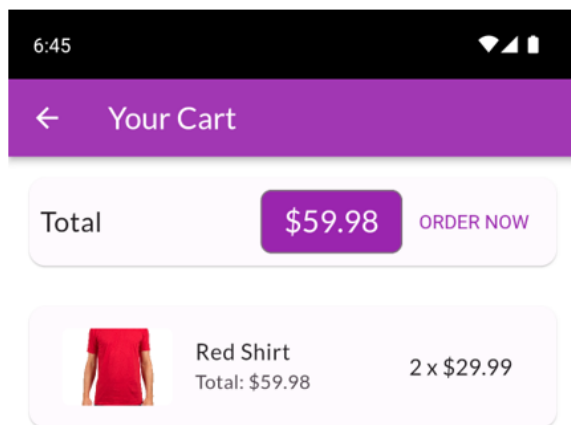 6:45
Your Cart
Total $59.98 ORDER NOW
Red Shirt
Total: $59.98
2 x $29.99